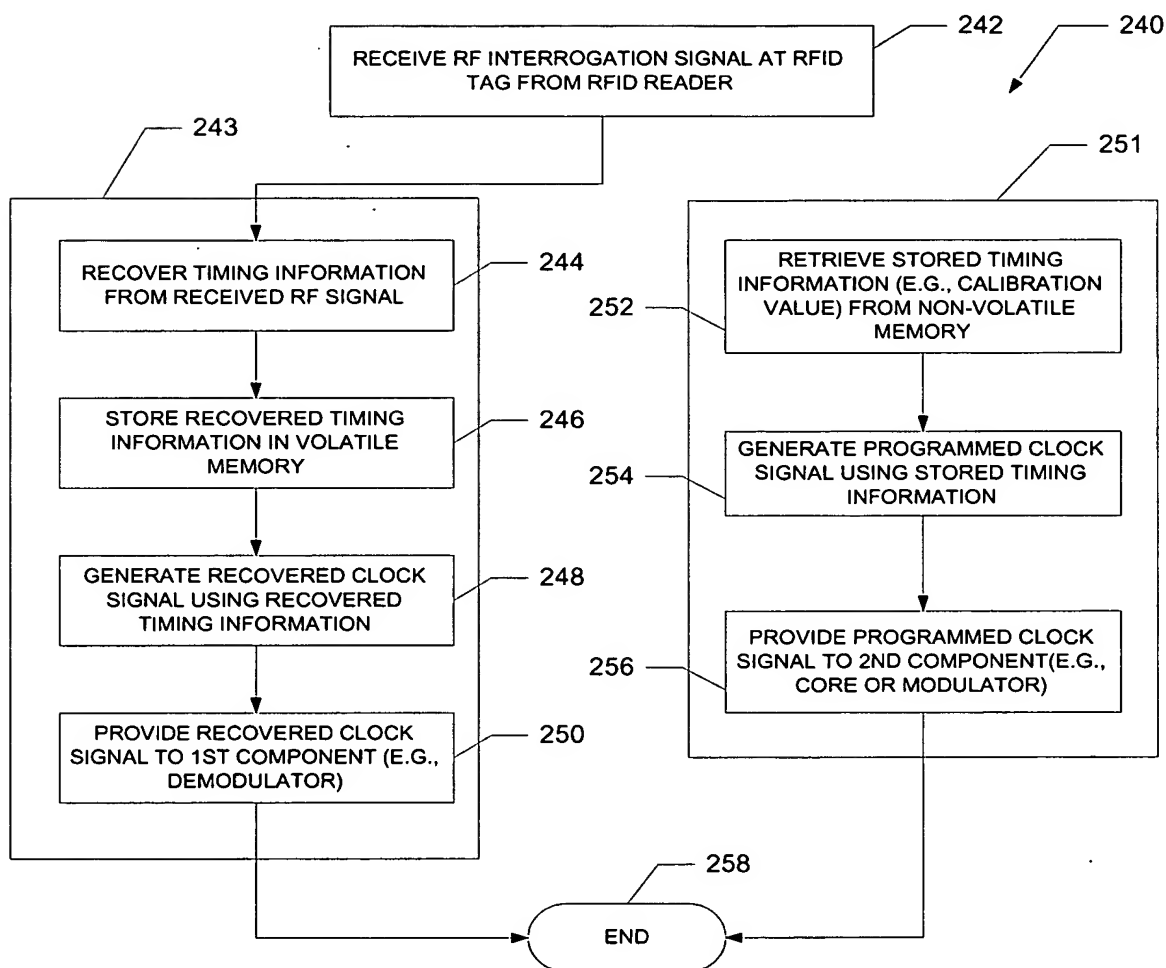 242
240
RECEIVE RF INTERROGATION SIGNAL AT RFID
TAG FROM RFID READER
243
251
RECOVER TIMING INFORMATION
FROM RECEIVED RF SIGNAL
244
STORE RECOVERED TIMING
INFORMATION IN VOLATILE
MEMORY
246
GENERATE RECOVERED CLOCK
SIGNAL USING RECOVERED
TIMING INFORMATION
248
PROVIDE RECOVERED CLOCK
SIGNAL TO 1ST COMPONENT (E.G.,
DEMODULATOR)
250
RETRIEVE STORED TIMING
INFORMATION (E.G., CALIBRATION
VALUE) FROM NON-VOLATILE
MEMORY
252
GENERATE PROGRAMMED CLOCK
SIGNAL USING STORED TIMING
INFORMATION
254
PROVIDE PROGRAMMED CLOCK
SIGNAL TO 2ND COMPONENT(E.G.,
CORE OR MODULATOR)
256
258
END